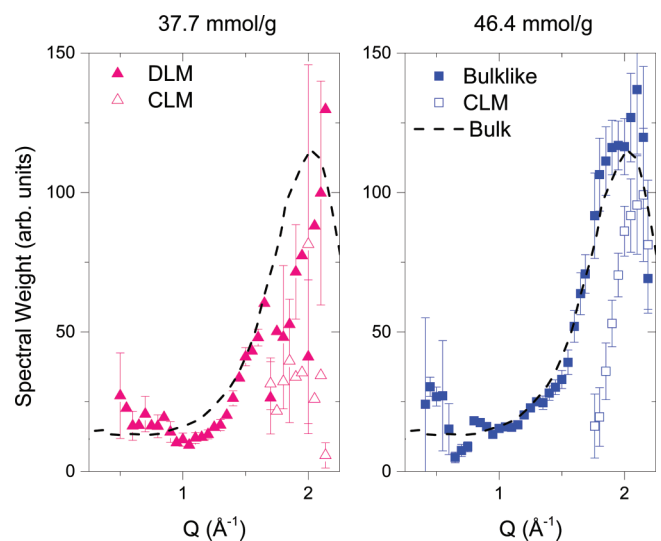 37.7 mmol/g
46.4 mmol/g
150
100
50
0
DLM
CLM
1
2
Q (Å⁻¹)
Spectral Weight (arb. units)
150
100
50
0
Bulklike
CLM
Bulk
1
2
Q (Å⁻¹)